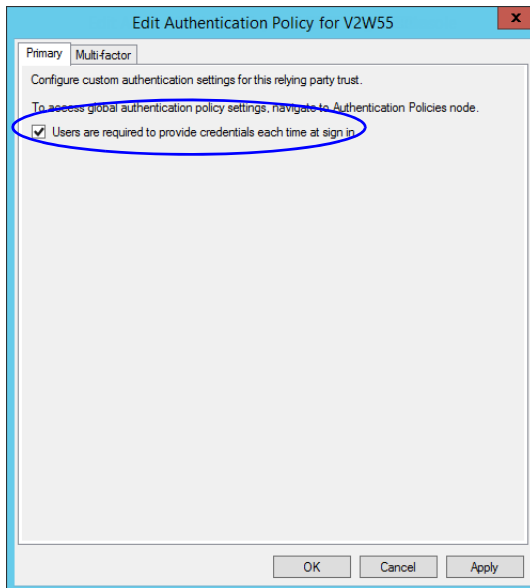 Edit Authentication Policy for V2W55
x
Primary
Multi-factor
Configure custom authentication settings for this relying party trust.
To access global authentication policy settings, navigate to Authentication Policies node.
Users are required to provide credentials each time at sign in
OK
Cancel
Apply